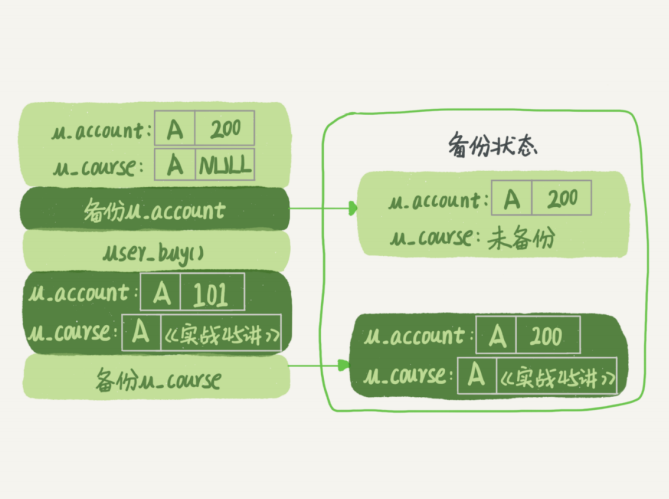 u_account: A 200
u_course: A NULL
备份u_account
user_buy()
u_account: A 101
u_course: A 《实战45讲》
备份u_course
备份状态
u_account: A 200
u_course: 未备份
u_account: A 200
u_course: A 《实战45讲》